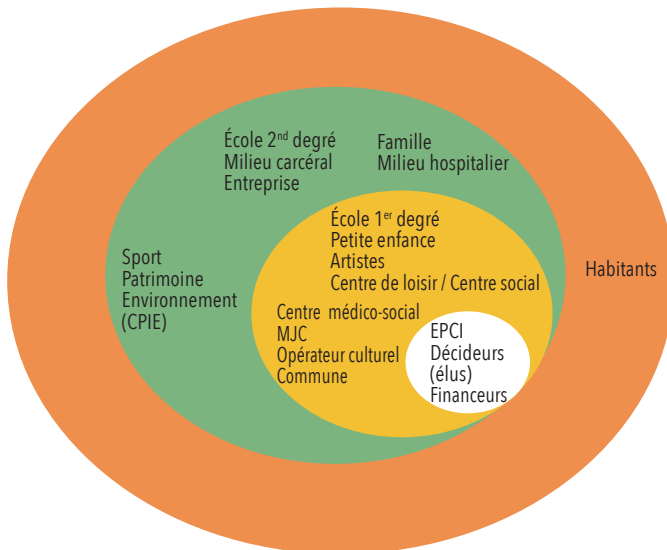 École 2nd degré
Milieu carcéral
Entreprise
Famille
Milieu hospitalier
École 1er degré
Petite enfance
Artistes
Centre de loisir / Centre social
Sport
Patrimoine
Environnement
(CPIE)
Habitants
Centre médico-social
MJC
Opérateur culturel
Commune
EPCI
Décideurs
(élus)
Financeurs